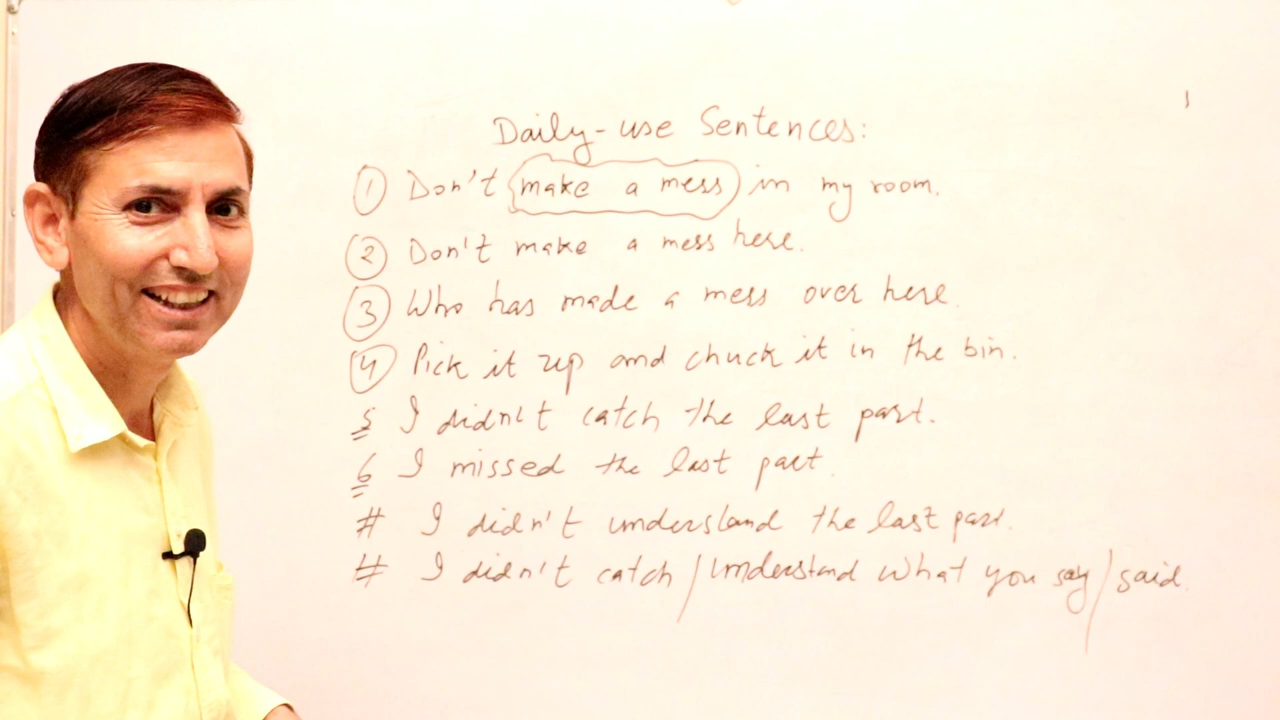 Daily-use Sentences:
① Don't make a mess in my room.
② Don't make a mess here.
③ Who has made a mess over here.
④ Pick it up and chuck it in the bin.
5 I didn't catch the last part.
6 I missed the last part.
# I didn't understand the last part.
# I didn't catch / understand what you say / said